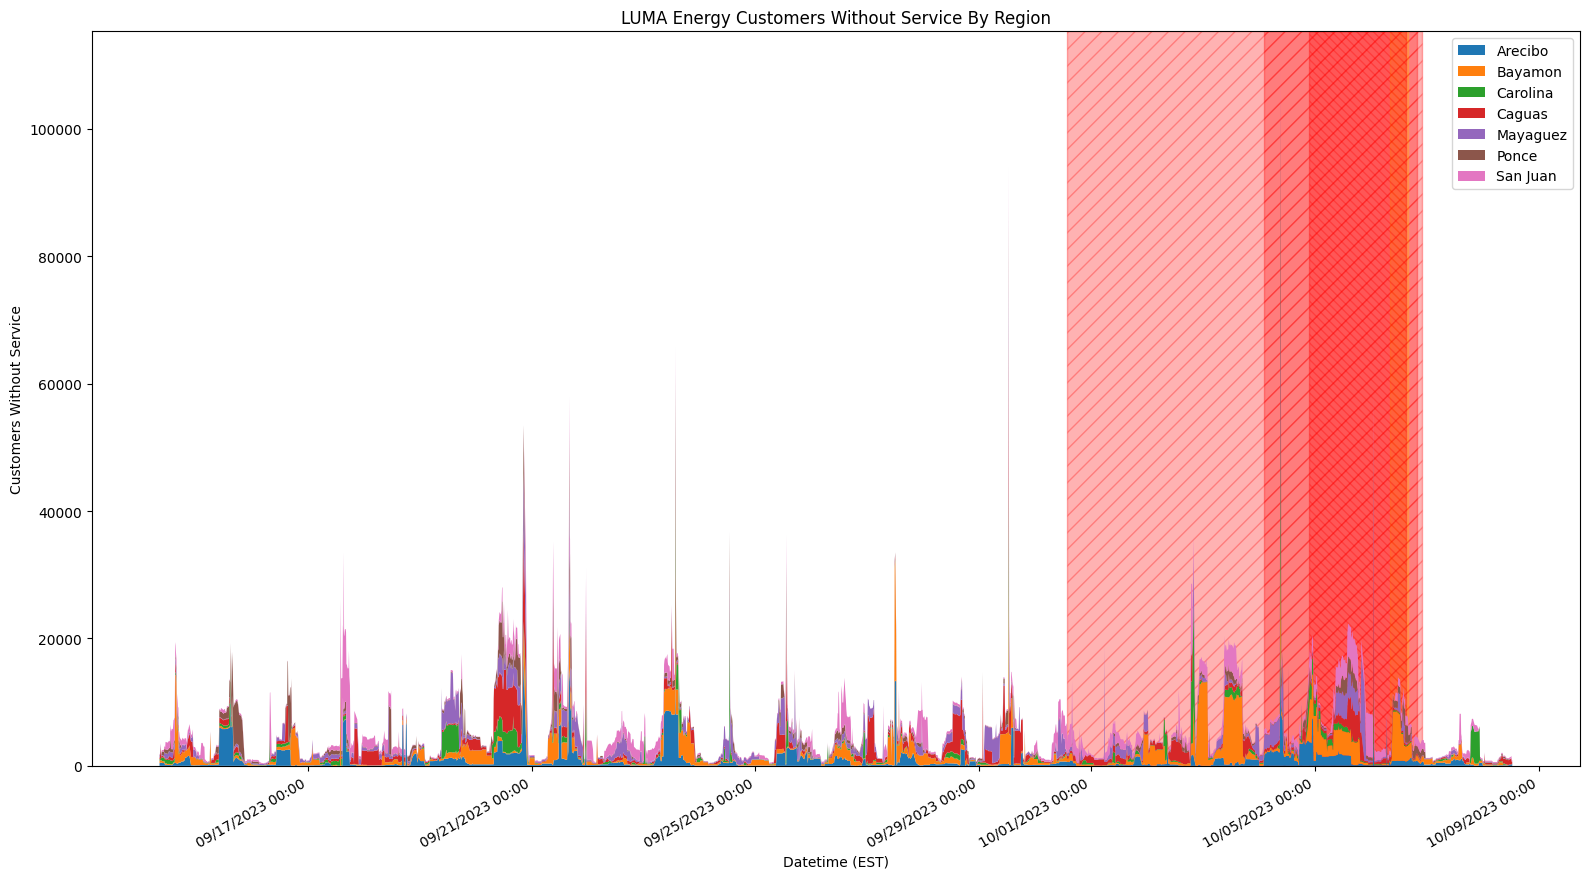 LUMA Energy Customers Without Service By Region
Arecibo
Bayamon
Carolina
Caguas
Mayaguez
Ponce
San Juan
Customers Without Service
100000
80000
60000
40000
20000
0
09/17/2023 00:00
09/21/2023 00:00
09/25/2023 00:00
09/29/2023 00:00
10/01/2023 00:00
10/05/2023 00:00
10/09/2023 00:00
Datetime (EST)